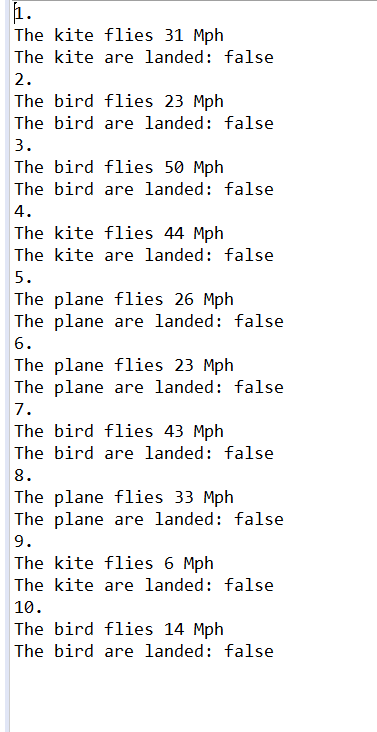 1.
The kite flies 31 Mph
The kite are landed: false
2.
The bird flies 23 Mph
The bird are landed: false
3.
The bird flies 50 Mph
The bird are landed: false
4.
The kite flies 44 Mph
The kite are landed: false
5.
The plane flies 26 Mph
The plane are landed: false
6.
The plane flies 23 Mph
The plane are landed: false
7.
The bird flies 43 Mph
The bird are landed: false
8.
The plane flies 33 Mph
The plane are landed: false
9.
The kite flies 6 Mph
The kite are landed: false
10.
The bird flies 14 Mph
The bird are landed: false